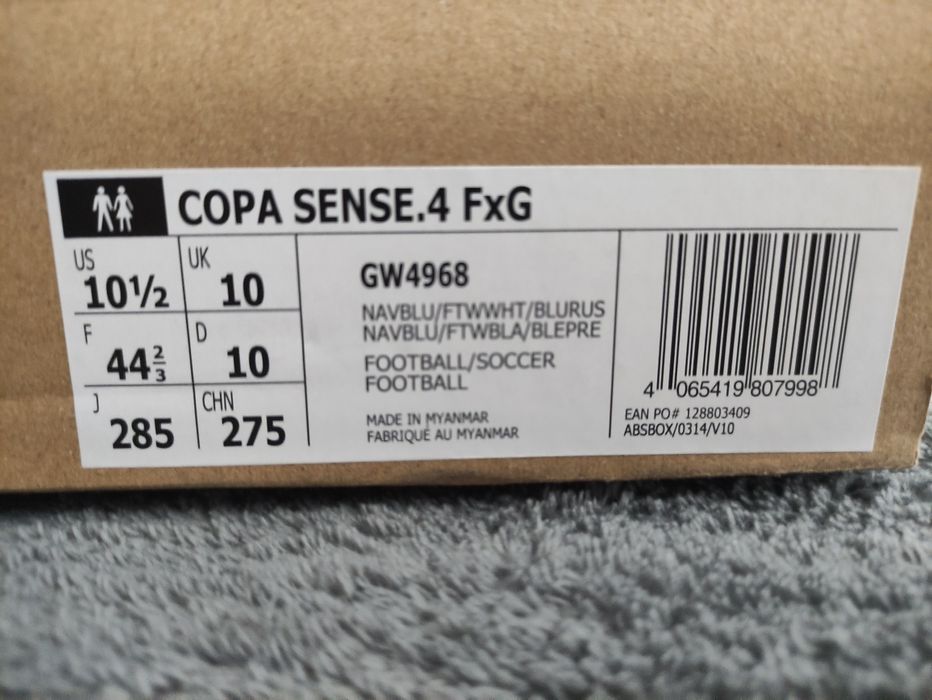 COPA SENSE.4 FxG
US 10½
UK 10
F 44⅔
D 10
J 285
CHN 275
GW4968
NAVBLU/FTWWHT/BLURUS
NAVBLU/FTWBLA/BLEPRE
FOOTBALL/SOCCER
FOOTBALL
MADE IN MYANMAR
FABRIQUÉ AU MYANMAR
4 065419 807998
EAN PO# 128803409
ABSBOX/0314/V10